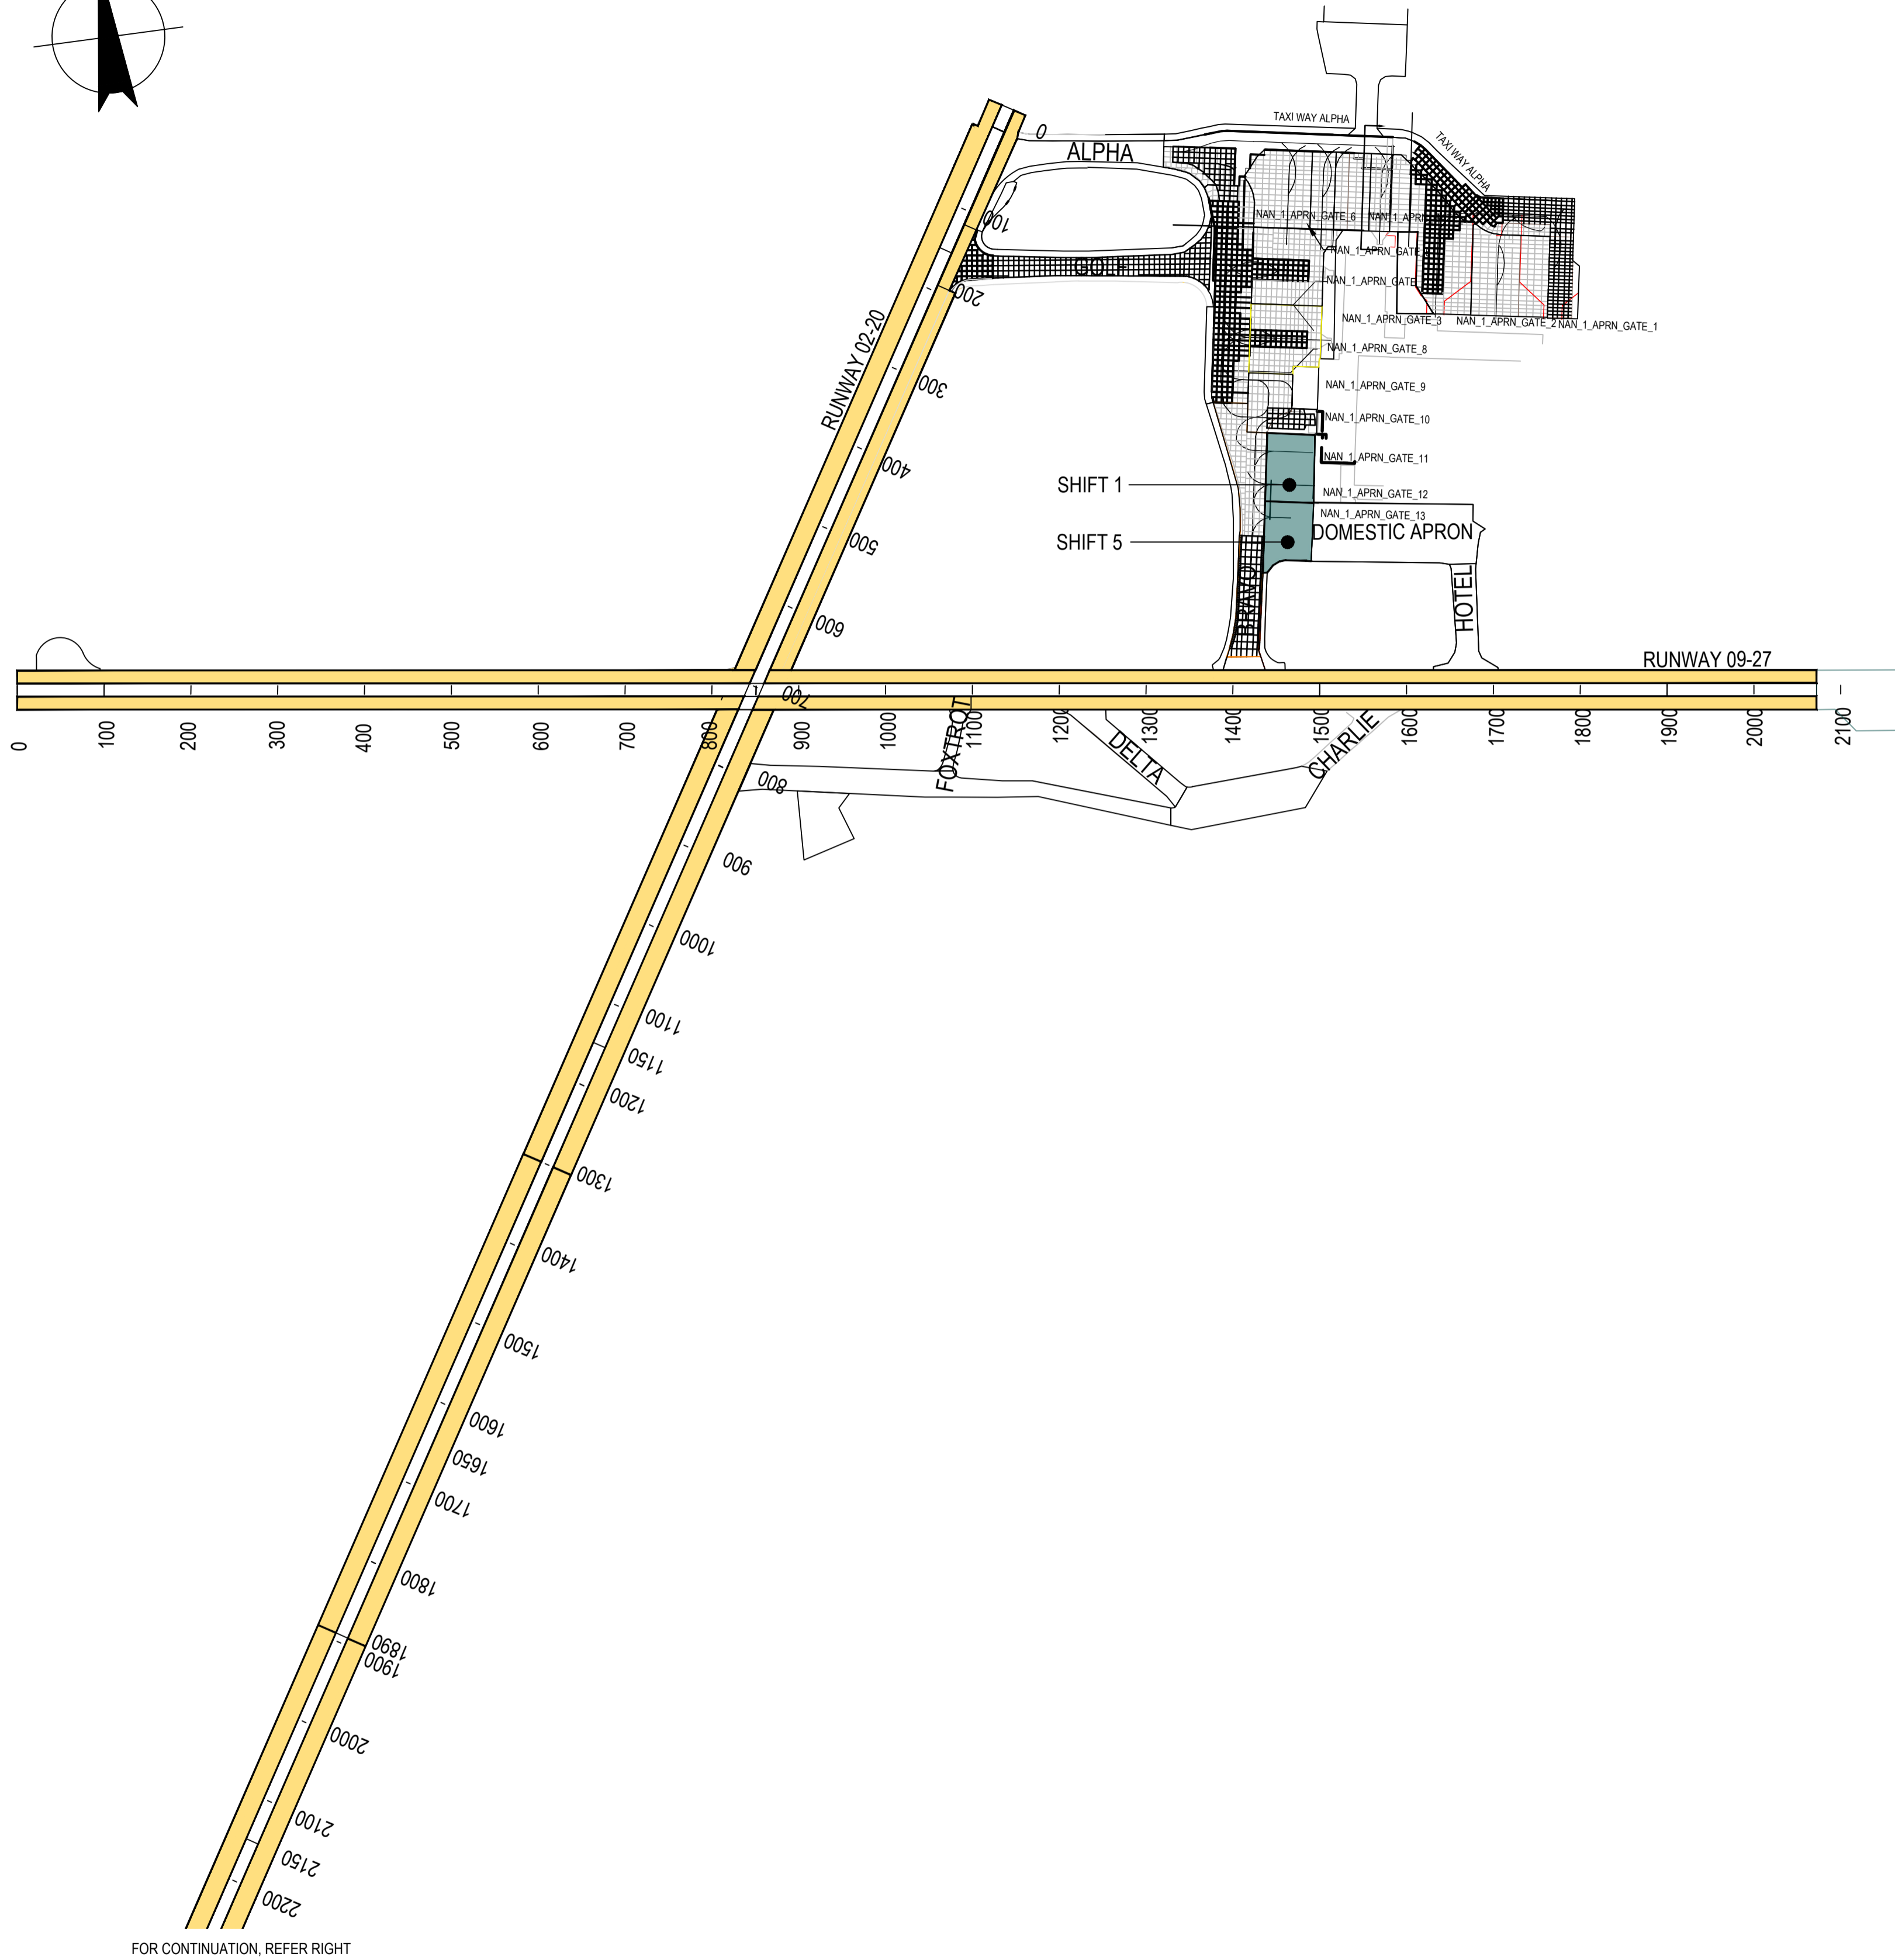 TAXI WAY ALPHA
TAXI WAY ALPHA
ALPHA
0
100
200
300
400
500
600
700
800
900
1000
1100
1150
1200
1300
1400
1500
1600
1650
1700
1800
1890
1900
2000
2100
2150
2200
RUNWAY 02-20
NAN_1_APRN_GATE_6
NAN_1_APRN_GATE
NAN_1_APRN_GATE_3
NAN_1_APRN_GATE_2
NAN_1_APRN_GATE_1
NAN_1_APRN_GATE_8
NAN_1_APRN_GATE_9
NAN_1_APRN_GATE_10
NAN_1_APRN_GATE_11
NAN_1_APRN_GATE_12
NAN_1_APRN_GATE_13
GOLF
SHIFT 1
SHIFT 5
DOMESTIC APRON
BRAVO
HOTEL
RUNWAY 09-27
0
100
200
300
400
500
600
700
800
900
1000
1100
1200
1300
1400
1500
1600
1700
1800
1900
2000
2100
FOXTROT
DELTA
CHARLIE
FOR CONTINUATION, REFER RIGHT